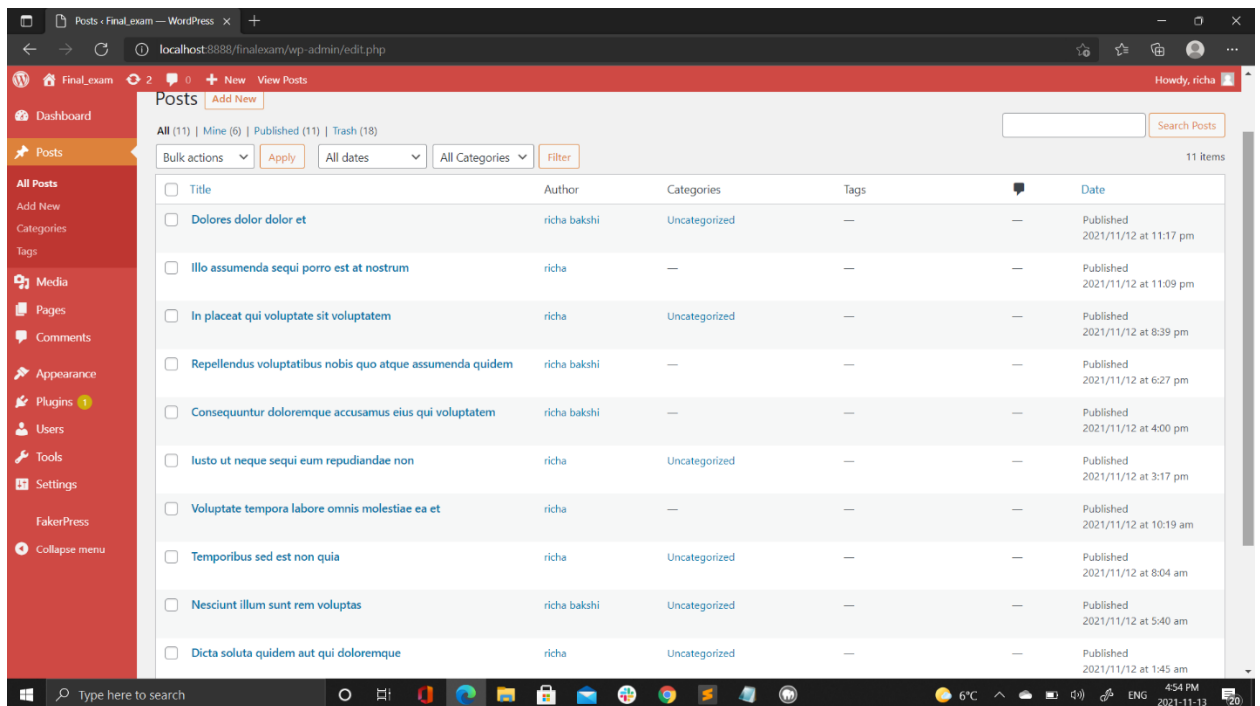 Posts ‹ Final_exam — WordPress
localhost:8888/finalexam/wp-admin/edit.php
Final_exam 2 0 New View Posts Howdy, richa
Dashboard
Posts
All Posts
Add New
Categories
Tags
Media
Pages
Comments
Appearance
Plugins 1
Users
Tools
Settings
FakerPress
Collapse menu
Posts Add New
All (11) | Mine (6) | Published (11) | Trash (18)
Search Posts
Bulk actions Apply All dates All Categories Filter 11 items
Title Author Categories Tags Date
Dolores dolor dolor et richa bakshi Uncategorized — — Published
2021/11/12 at 11:17 pm
Illo assumenda sequi porro est at nostrum richa — — — Published
2021/11/12 at 11:09 pm
In placeat qui voluptate sit voluptatem richa Uncategorized — — Published
2021/11/12 at 8:39 pm
Repellendus voluptatibus nobis quo atque assumenda quidem richa bakshi — — — Published
2021/11/12 at 6:27 pm
Consequuntur doloremque accusamus eius qui voluptatem richa bakshi — — — Published
2021/11/12 at 4:00 pm
Iusto ut neque sequi eum repudiandae non richa Uncategorized — — Published
2021/11/12 at 3:17 pm
Voluptate tempora labore omnis molestiae ea et richa — — — Published
2021/11/12 at 10:19 am
Temporibus sed est non quia richa Uncategorized — — Published
2021/11/12 at 8:04 am
Nesciunt illum sunt rem voluptas richa bakshi Uncategorized — — Published
2021/11/12 at 5:40 am
Dicta soluta quidem aut qui doloremque richa Uncategorized — — Published
2021/11/12 at 1:45 am
Type here to search 6°C ENG 4:54 PM
2021-11-13 20